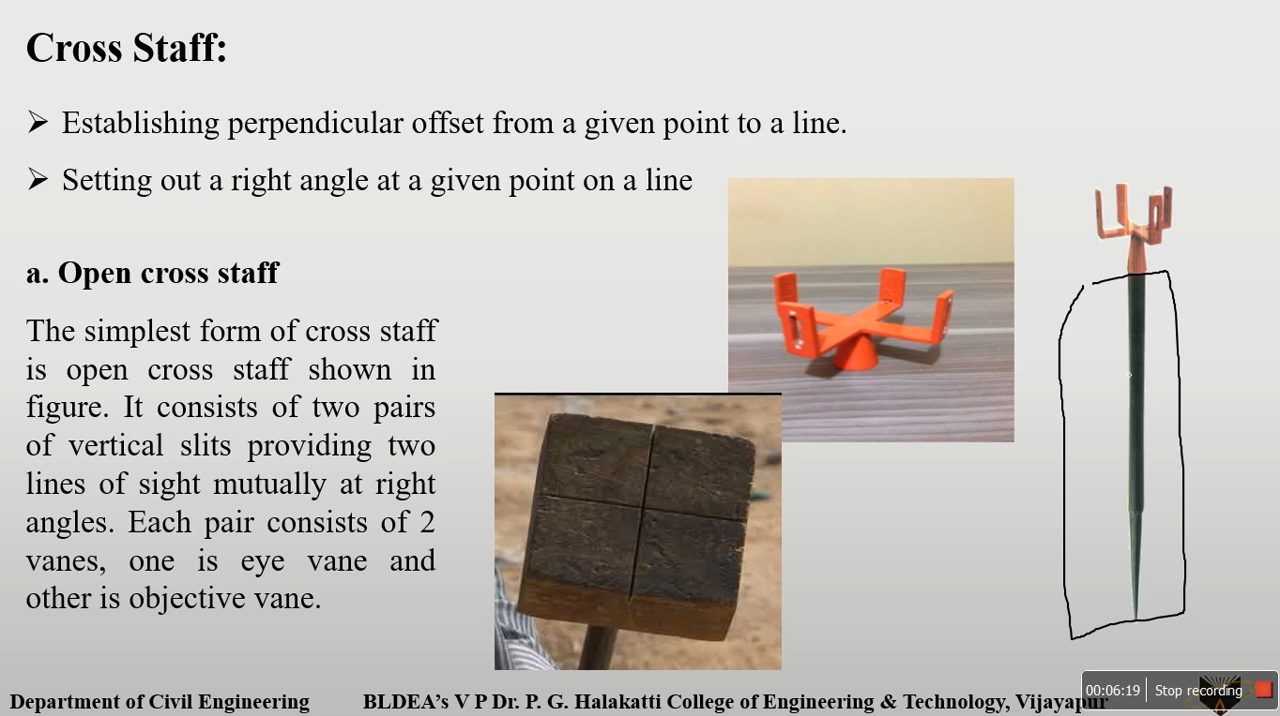 Cross Staff:
➢ Establishing perpendicular offset from a given point to a line.
➢ Setting out a right angle at a given point on a line
a. Open cross staff
The simplest form of cross staff
is open cross staff shown in
figure. It consists of two pairs
of vertical slits providing two
lines of sight mutually at right
angles. Each pair consists of 2
vanes, one is eye vane and
other is objective vane.
Department of Civil Engineering
BLDEA's V P Dr. P. G. Halakatti College of Engineering & Technology, Vijayapur
00:06:19 Stop recording